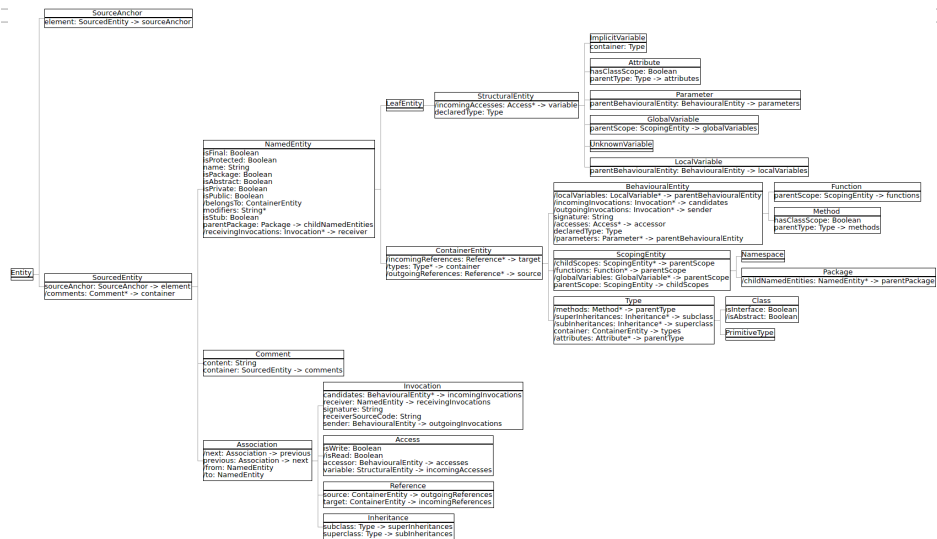 SourceAnchor
element: SourcedEntity -> sourceAnchor
ImplicitVariable
container: Type
Attribute
hasClassScope: Boolean
parentType: Type -> attributes
LeafEntity
StructuralEntity
/incomingAccesses: Access* -> variable
declaredType: Type
Parameter
parentBehaviouralEntity: BehaviouralEntity -> parameters
GlobalVariable
parentScope: ScopingEntity -> globalVariables
UnknownVariable
LocalVariable
parentBehaviouralEntity: BehaviouralEntity -> localVariables
NamedEntity
isFinal: Boolean
isProtected: Boolean
name: String
isPackage: Boolean
isAbstract: Boolean
isPrivate: Boolean
isPublic: Boolean
/belongsTo: ContainerEntity
modifiers: String*
isStub: Boolean
parentPackage: Package -> childNamedEntities
/receivingInvocations: Invocation* -> receiver
BehaviouralEntity
/localVariables: LocalVariable* -> parentBehaviouralEntity
/incomingInvocations: Invocation* -> candidates
/outgoingInvocations: Invocation* -> sender
signature: String
/accesses: Access* -> accessor
declaredType: Type
/parameters: Parameter* -> parentBehaviouralEntity
Function
parentScope: ScopingEntity -> functions
Method
hasClassScope: Boolean
parentType: Type -> methods
ContainerEntity
/incomingReferences: Reference* -> target
/types: Type* -> container
/outgoingReferences: Reference* -> source
ScopingEntity
/childScopes: ScopingEntity* -> parentScope
/functions: Function* -> parentScope
/globalVariables: GlobalVariable* -> parentScope
parentScope: ScopingEntity -> childScopes
Namespace
Package
/childNamedEntities: NamedEntity* -> parentPackage
Entity
SourcedEntity
sourceAnchor: SourceAnchor -> element
/comments: Comment* -> container
Type
/methods: Method* -> parentType
/superInheritances: Inheritance* -> subclass
/subInheritances: Inheritance* -> superclass
container: ContainerEntity -> types
/attributes: Attribute* -> parentType
Class
isInterface: Boolean
/isAbstract: Boolean
PrimitiveType
Comment
content: String
container: SourcedEntity -> comments
Invocation
candidates: BehaviouralEntity* -> incomingInvocations
receiver: NamedEntity -> receivingInvocations
signature: String
receiverSourceCode: String
sender: BehaviouralEntity -> outgoingInvocations
Association
/next: Association -> previous
previous: Association -> next
/from: NamedEntity
/to: NamedEntity
Access
isWrite: Boolean
/isRead: Boolean
accessor: BehaviouralEntity -> accesses
variable: StructuralEntity -> incomingAccesses
Reference
source: ContainerEntity -> outgoingReferences
target: ContainerEntity -> incomingReferences
Inheritance
subclass: Type -> superInheritances
superclass: Type -> subInheritances